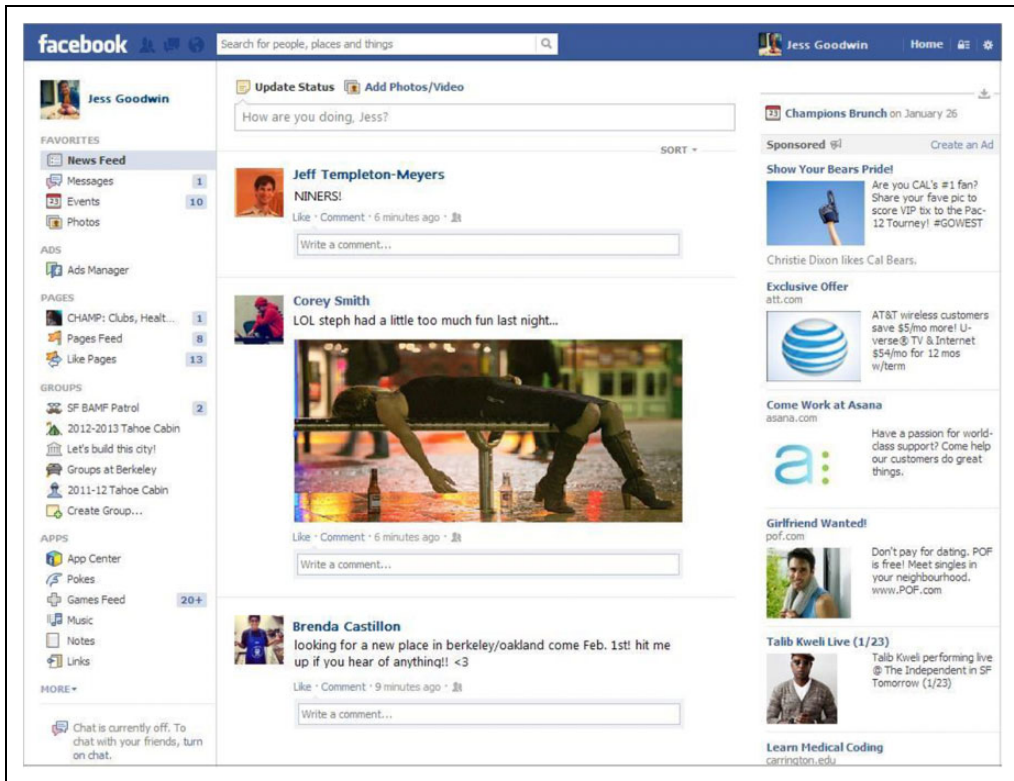 facebook
Search for people, places and things
Jess Goodwin
Home
Jess Goodwin
FAVORITES
News Feed
Messages 1
23 Events 10
Photos
ADS
Ads Manager
PAGES
CHAMP: Clubs, Healt... 1
Pages Feed 8
Like Pages 13
GROUPS
SF BAMF Patrol 2
2012-2013 Tahoe Cabin
Let's build this city!
Groups at Berkeley
2011-12 Tahoe Cabin
Create Group...
APPS
App Center
Pokes
Games Feed 20+
Music
Notes
Links
MORE
Chat is currently off. To
chat with your friends, turn
on chat.
Update Status Add Photos/Video
How are you doing, Jess?
SORT
Jeff Templeton-Meyers
NINERS!
Like · Comment · 6 minutes ago ·
Write a comment...
Corey Smith
LOL steph had a little too much fun last night...
Like · Comment · 6 minutes ago ·
Write a comment...
Brenda Castillon
looking for a new place in berkeley/oakland come Feb. 1st! hit me
up if you hear of anything!! <3
Like · Comment · 9 minutes ago ·
Write a comment...
23 Champions Brunch on January 26
Sponsored Create an Ad
Show Your Bears Pride!
Are you CAL's #1 fan?
Share your fave pic to
score VIP tix to the Pac-
12 Tourney! #GOWEST
Christie Dixon likes Cal Bears.
Exclusive Offer
att.com
AT&T wireless customers
save $5/mo more! U-
verse® TV & Internet
$54/mo for 12 mos
w/term
Come Work at Asana
asana.com
a:
Have a passion for world-
class support? Come help
our customers do great
things.
Girlfriend Wanted!
pof.com
Don't pay for dating. POF
is free! Meet singles in
your neighbourhood.
www.POF.com
Talib Kweli Live (1/23)
Talib Kweli performing live
@ The Independent in SF
Tomorrow (1/23)
Learn Medical Coding
carrington.edu